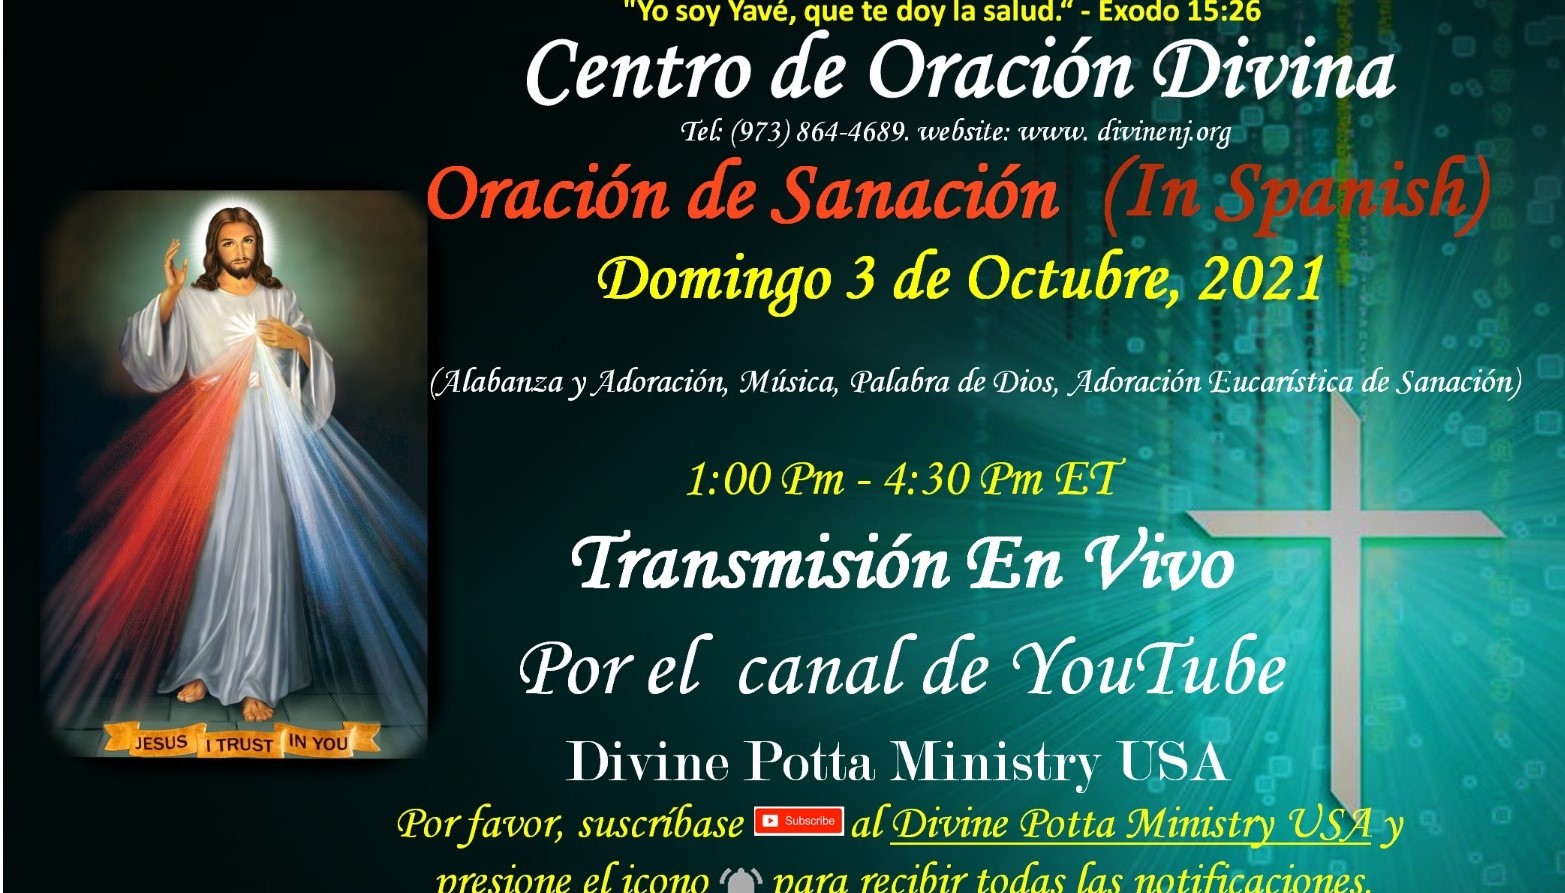 "Yo soy Yavé, que te doy la salud.“ - Exodo 15:26
Centro de Oración Divina
Tel: (973) 864-4689. website: www. divinenj.org
Oración de Sanación (In Spanish)
Domingo 3 de Octubre, 2021
(Alabanza y Adoración, Música, Palabra de Dios, Adoración Eucarística de Sanación)
1:00 Pm - 4:30 Pm ET
Transmisión En Vivo
Por el canal de YouTube
JESUS I TRUST IN YOU
Divine Potta Ministry USA
Por favor, suscríbase Subscribe al Divine Potta Ministry USA y
presione el icono para recibir todas las notificaciones.